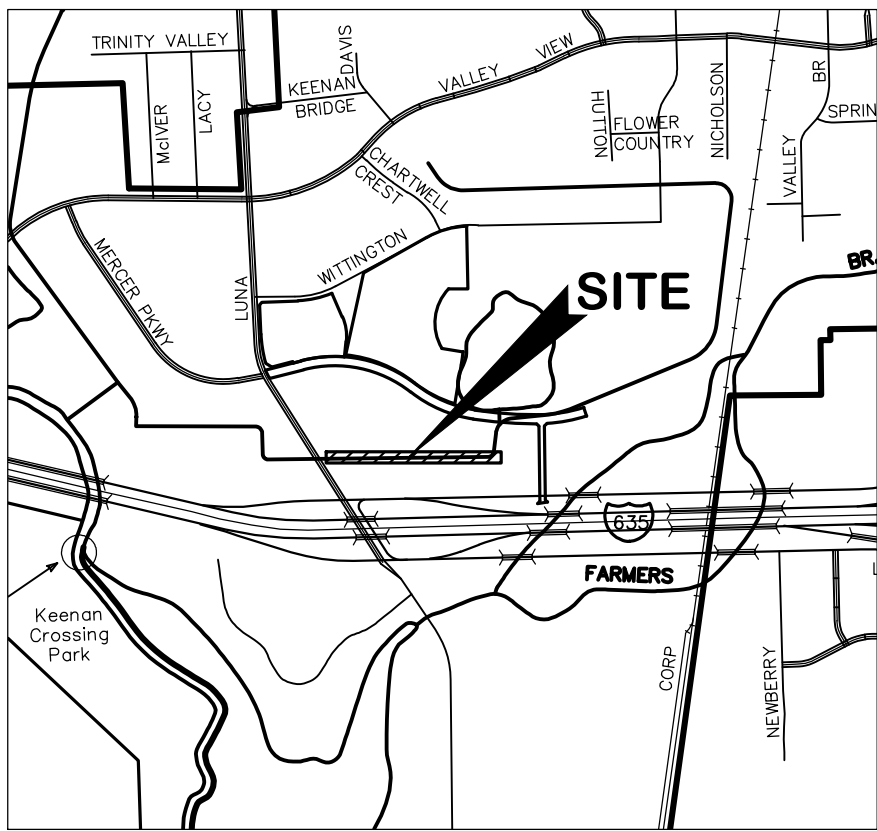 TRINITY VALLEY
McIVER
LACY
KEENAN
BRIDGE
DAVIS
VALLEY
VIEW
HUTTON
FLOWER
COUNTRY
NICHOLSON
BR
SPRIN
VALLEY
CHARTWELL
CREST
WITTINGTON
MERCER PKWY
LUNA
SITE
BR.
635
FARMERS
Keenan
Crossing
Park
CORP
NEWBERRY
L